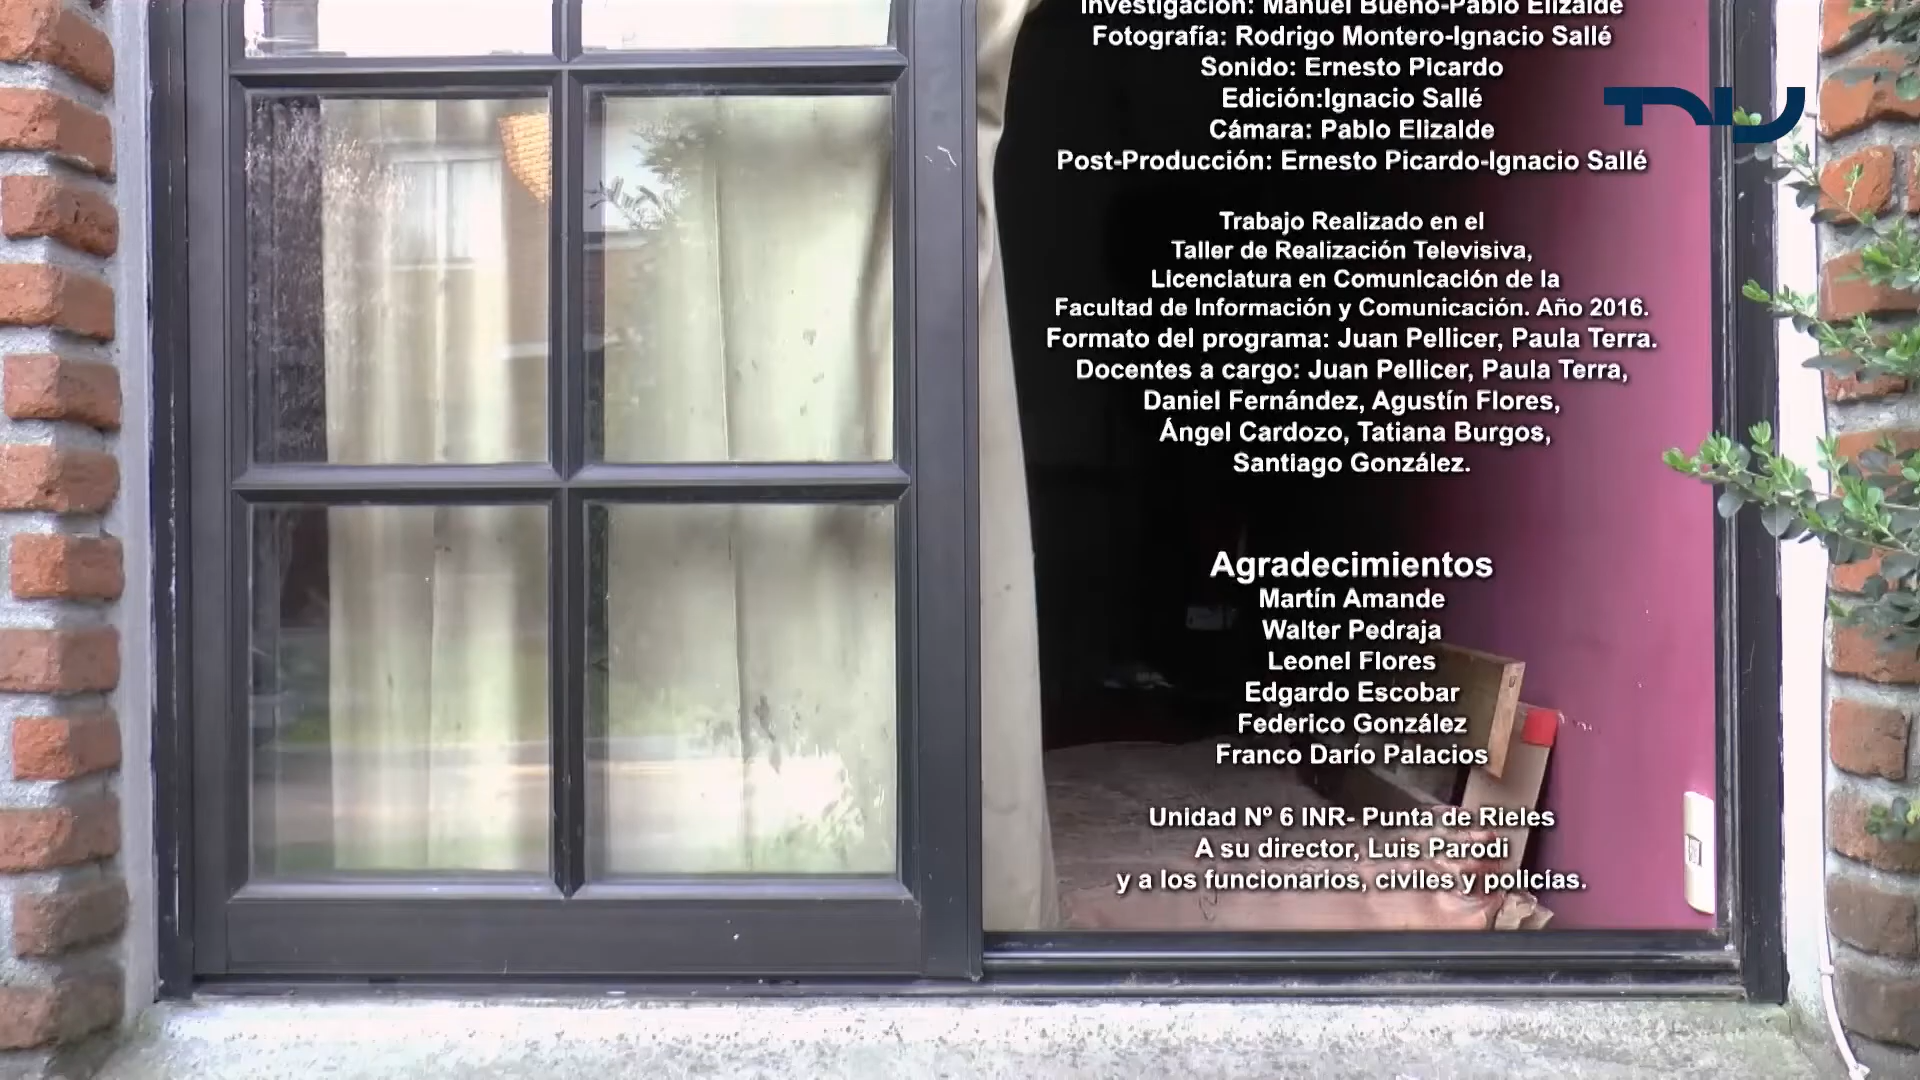 Investigación: Manuel Bueno-Pablo Elizalde
Fotografía: Rodrigo Montero-Ignacio Sallé
Sonido: Ernesto Picardo
Edición:Ignacio Sallé
Cámara: Pablo Elizalde
Post-Producción: Ernesto Picardo-Ignacio Sallé
Trabajo Realizado en el
Taller de Realización Televisiva,
Licenciatura en Comunicación de la
Facultad de Información y Comunicación. Año 2016.
Formato del programa: Juan Pellicer, Paula Terra.
Docentes a cargo: Juan Pellicer, Paula Terra,
Daniel Fernández, Agustín Flores,
Ángel Cardozo, Tatiana Burgos,
Santiago González.
Agradecimientos
Martín Amande
Walter Pedraja
Leonel Flores
Edgardo Escobar
Federico González
Franco Darío Palacios
Unidad Nº 6 INR- Punta de Rieles
A su director, Luis Parodi
y a los funcionarios, civiles y policías.